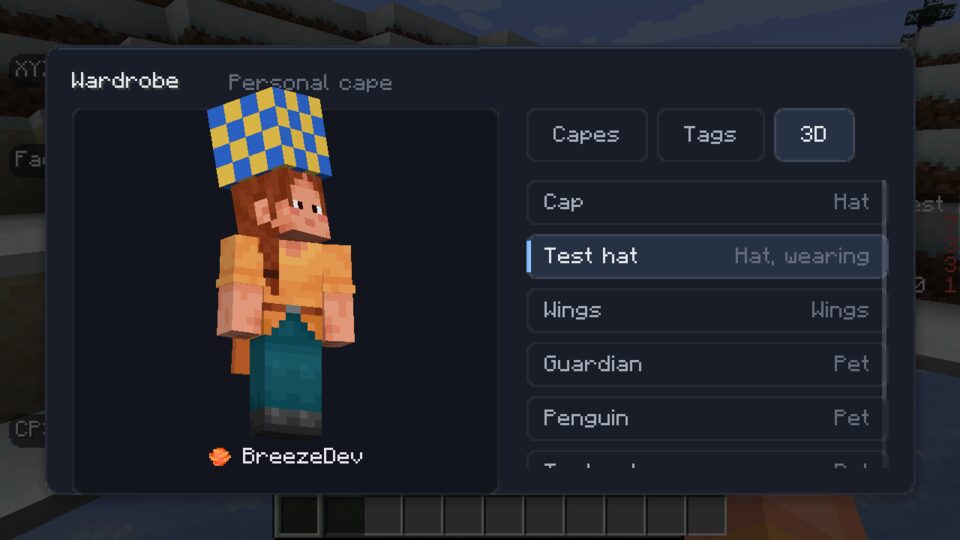 Wardrobe
Personal cape
Capes
Tags
3D
Cap
Hat
Test hat
Hat, wearing
Wings
Wings
Guardian
Pet
Penguin
Pet
BreezeDev